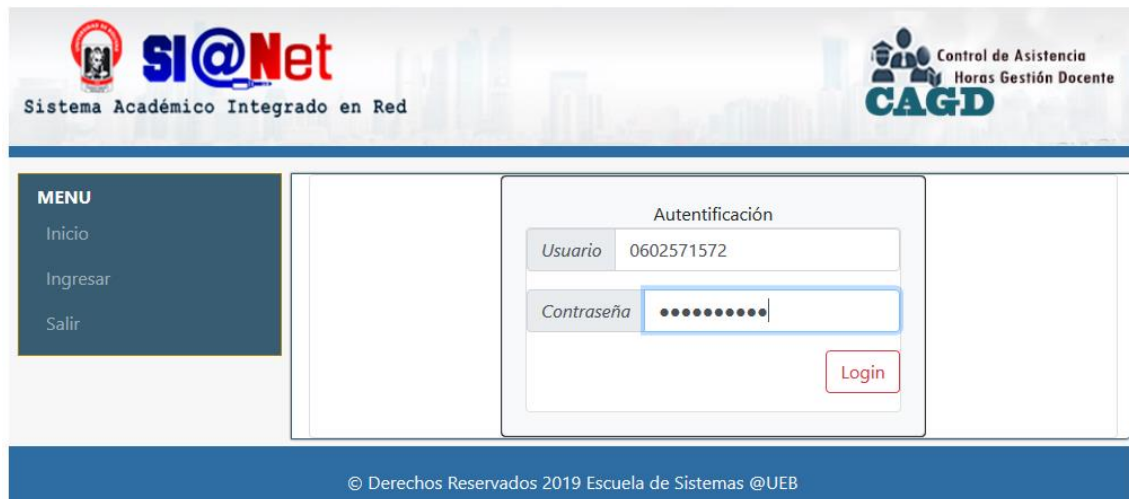 SI@Net
Sistema Académico Integrado en Red
Control de Asistencia
Horas Gestión Docente
CAGD
MENU
Inicio
Ingresar
Salir
Autentificación
Usuario 0602571572
Contraseña ●●●●●●●●●●
Login
© Derechos Reservados 2019 Escuela de Sistemas @UEB